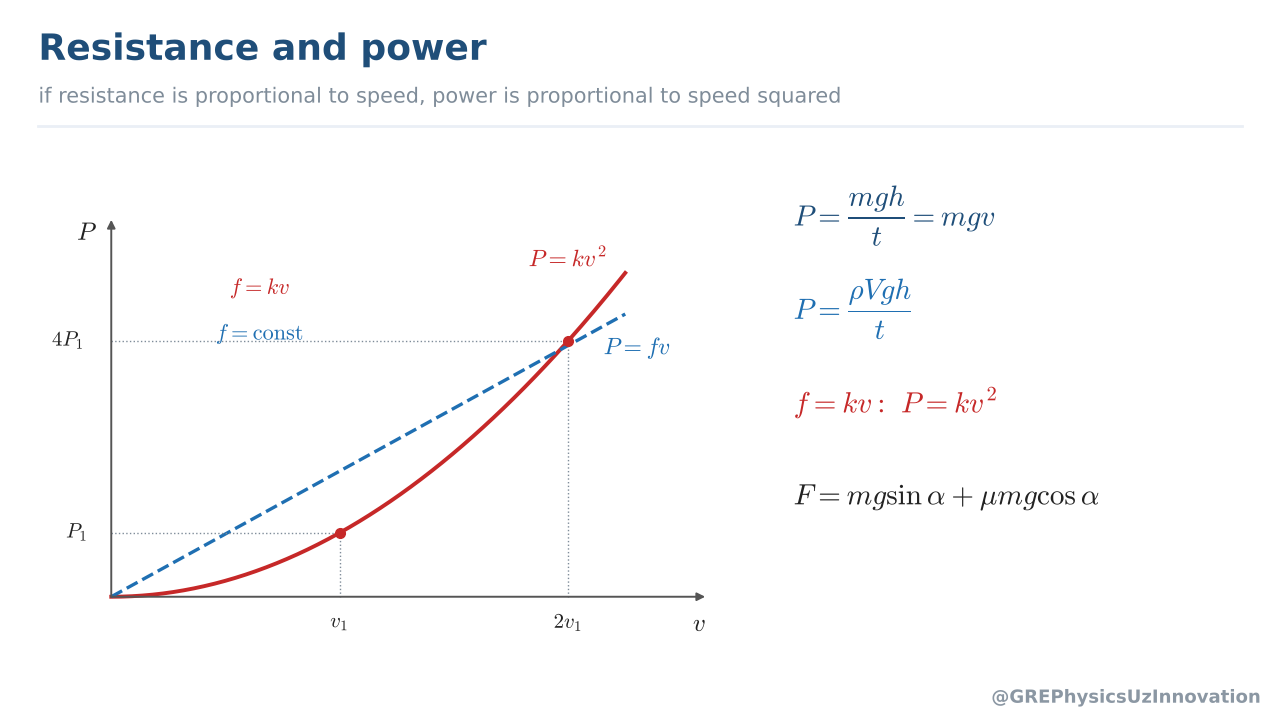 Resistance and power
if resistance is proportional to speed, power is proportional to speed squared
P
P = kv²
f = kv
f = const
4P₁
P = fv
P₁
v₁
2v₁
v
P = mgh/t = mgv
P = ρVgh/t
f = kv : P = kv²
F = mg sin α + μmg cos α
@GREPhysicsUzInnovation